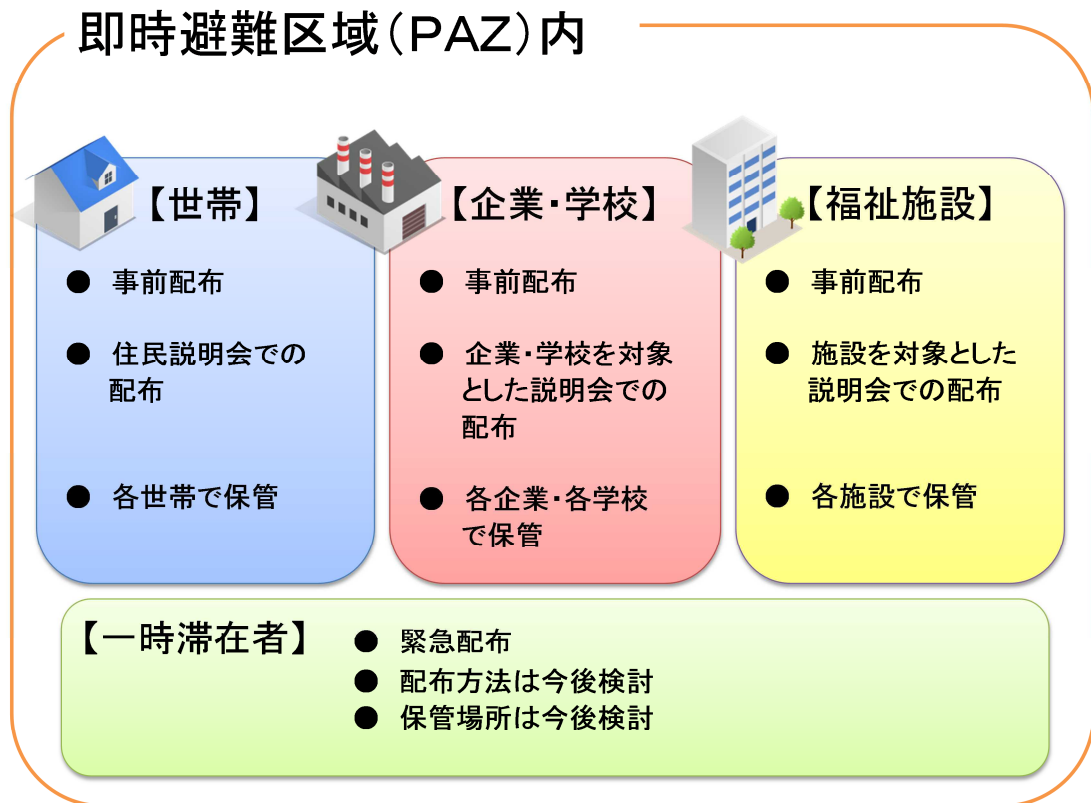 即時避難区域(PAZ)内
【世帯】
● 事前配布
● 住民説明会での
配布
● 各世帯で保管
【企業・学校】
● 事前配布
● 企業・学校を対象
とした説明会での
配布
● 各企業・各学校
で保管
【福祉施設】
● 事前配布
● 施設を対象とした
説明会での配布
● 各施設で保管
【一時滞在者】
● 緊急配布
● 配布方法は今後検討
● 保管場所は今後検討